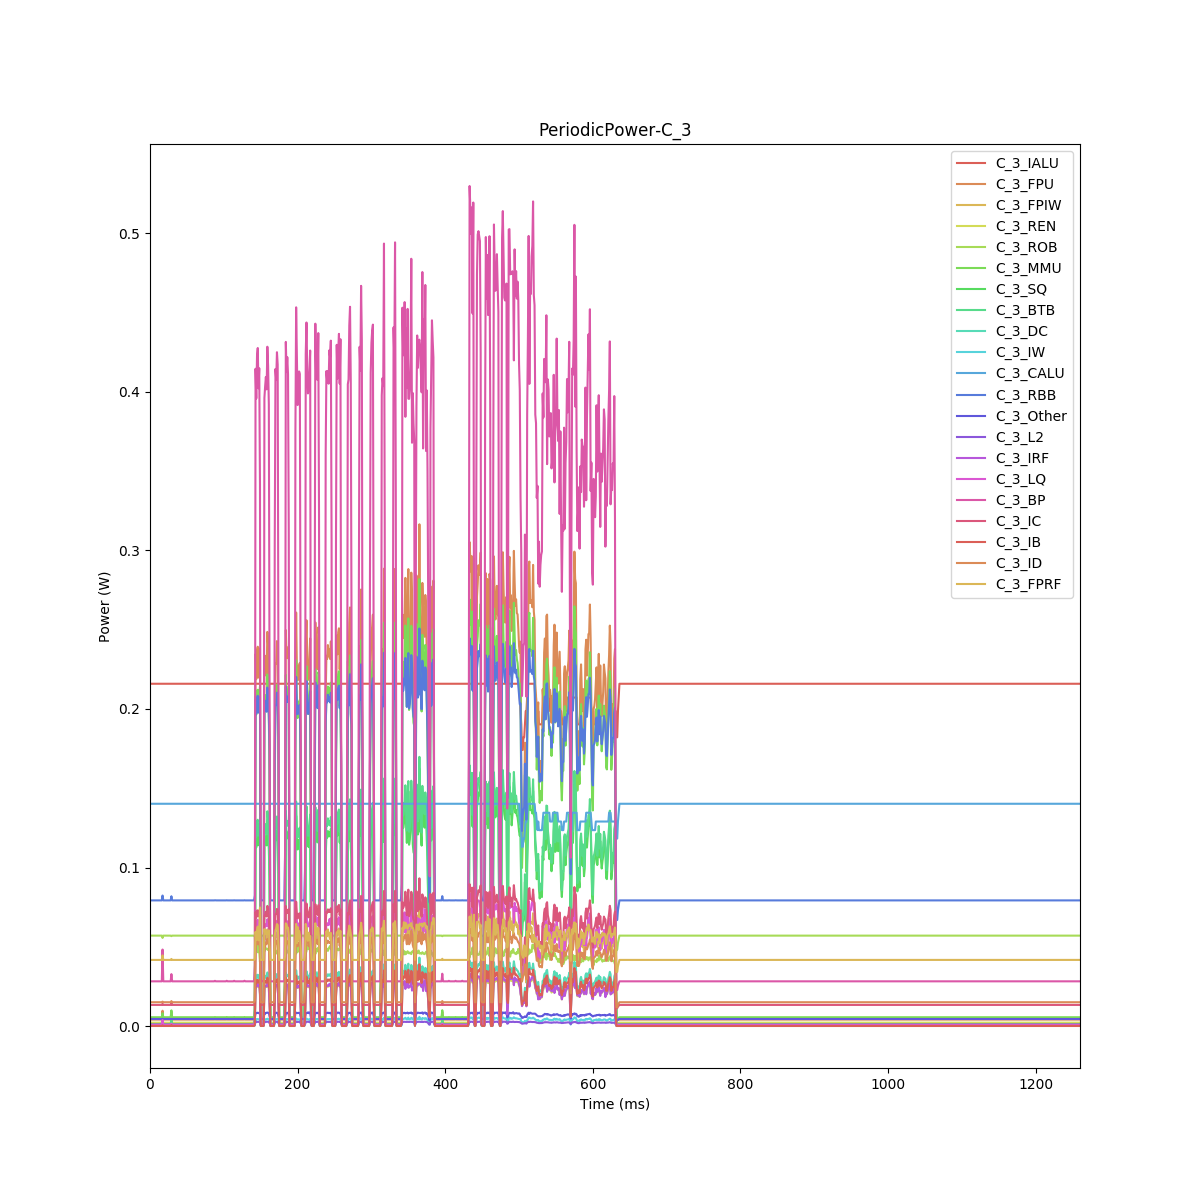 PeriodicPower-C_3
C_3_IALU
C_3_FPU
C_3_FPIW
C_3_REN
C_3_ROB
C_3_MMU
C_3_SQ
C_3_BTB
C_3_DC
C_3_IW
C_3_CALU
C_3_RBB
C_3_Other
C_3_L2
C_3_IRF
C_3_LQ
C_3_BP
C_3_IC
C_3_IB
C_3_ID
C_3_FPRF
0.5
0.4
0.3
0.2
0.1
0.0
Power (W)
0 200 400 600 800 1000 1200
Time (ms)